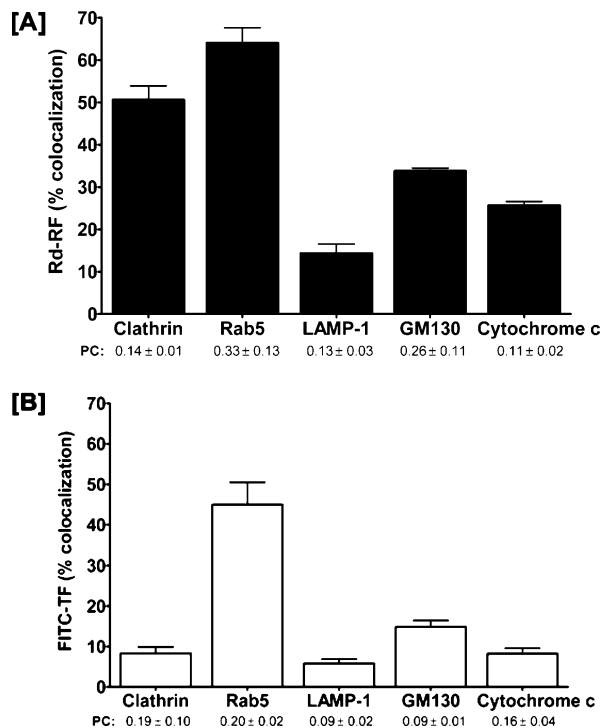 [A]
Rd-RF (% colocalization)
70
60
50
40
30
20
10
0
Clathrin Rab5 LAMP-1 GM130 Cytochrome c
PC: 0.14 ± 0.01 0.33 ± 0.13 0.13 ± 0.03 0.26 ± 0.11 0.11 ± 0.02
[B]
FITC-TF (% colocalization)
70
60
50
40
30
20
10
0
Clathrin Rab5 LAMP-1 GM130 Cytochrome c
PC: 0.19 ± 0.10 0.20 ± 0.02 0.09 ± 0.02 0.09 ± 0.01 0.16 ± 0.04